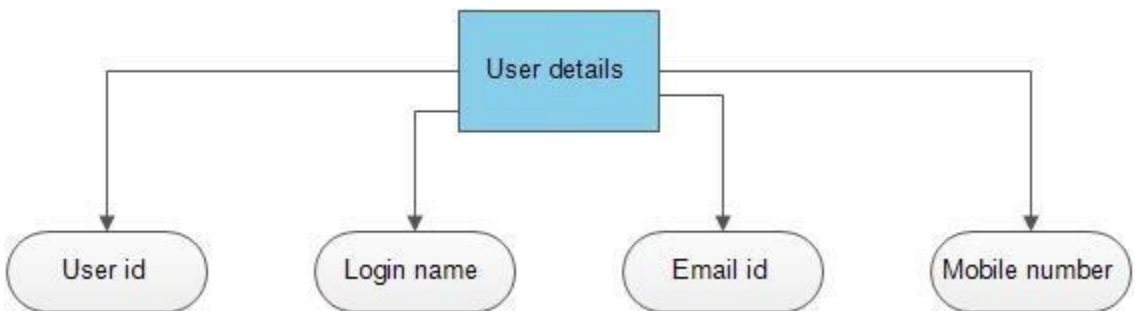 User details
User id
Login name
Email id
Mobile number